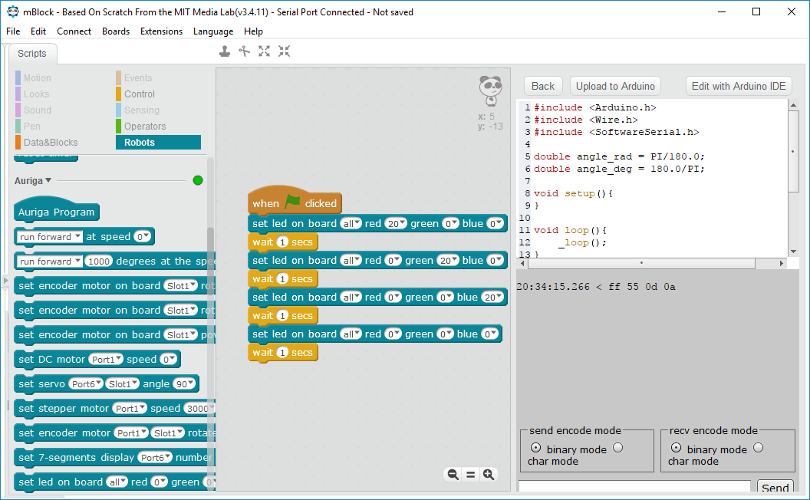 mBlock - Based On Scratch From the MIT Media Lab(v3.4.11) - Serial Port Connected - Not saved
File Edit Connect Boards Extensions Language Help
Scripts
Motion Events
Looks Control
Sound Sensing
Pen Operators
Data&Blocks Robots
Auriga
Auriga Program
run forward at speed 0
run forward 1000 degrees at the spe
set encoder motor on board Slot1 rot
set encoder motor on board Slot1 rot
set encoder motor on board Slot1 po
set DC motor Port1 speed 0
set servo Port6 Slot1 angle 90
set stepper motor Port1 speed 3000
set encoder motor Port1 Slot1 rotate
set 7-segments display Port6 number
set led on board all red 0 green 0
x: 5
y: -13
when clicked
set led on board all red 20 green 0 blue 0
wait 1 secs
set led on board all red 0 green 20 blue 0
wait 1 secs
set led on board all red 0 green 0 blue 20
wait 1 secs
set led on board all red 0 green 0 blue 0
wait 1 secs
Back Upload to Arduino Edit with Arduino IDE
1 #include <Arduino.h>
2 #include <Wire.h>
3 #include <SoftwareSerial.h>
4
5 double angle_rad = PI/180.0;
6 double angle_deg = 180.0/PI;
7
8 void setup(){
9 }
10
11 void loop(){
12 _loop();
13 }
20:34:15.266 < ff 55 0d 0a
send encode mode
binary mode
char mode
recv encode mode
binary mode
char mode
Send